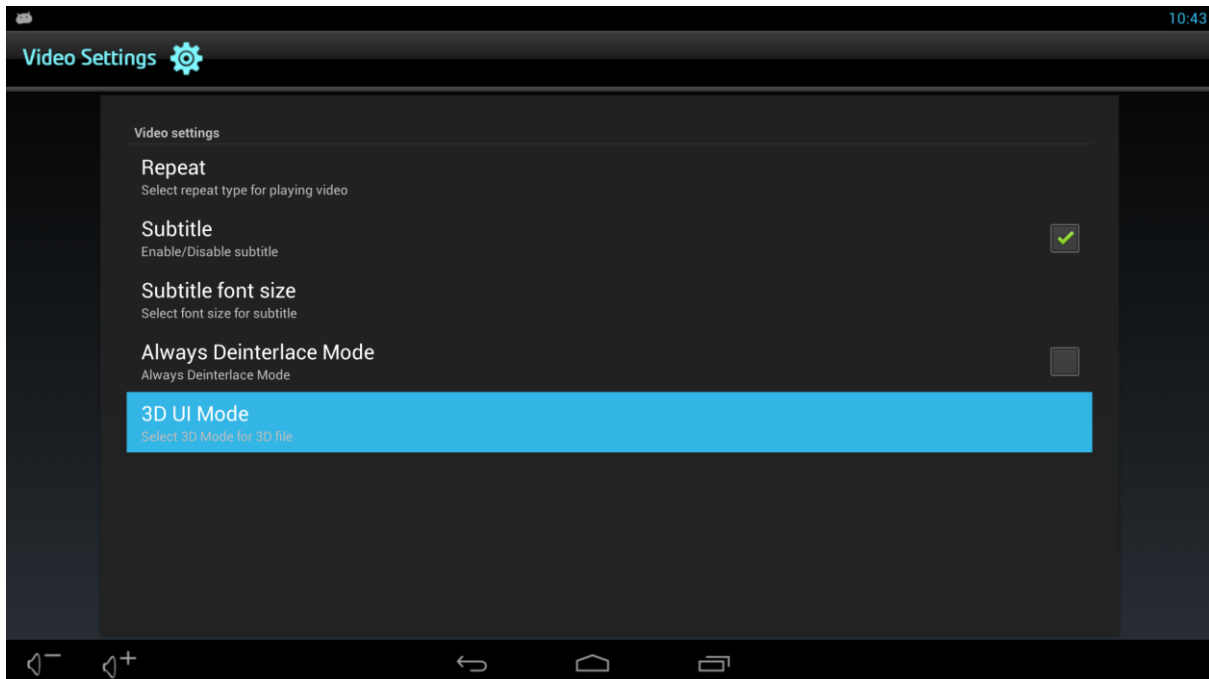 10:43
Video Settings
Video settings
Repeat
Select repeat type for playing video
Subtitle
Enable/Disable subtitle
Subtitle font size
Select font size for subtitle
Always Deinterlace Mode
Always Deinterlace Mode
3D UI Mode
Select 3D Mode for 3D file